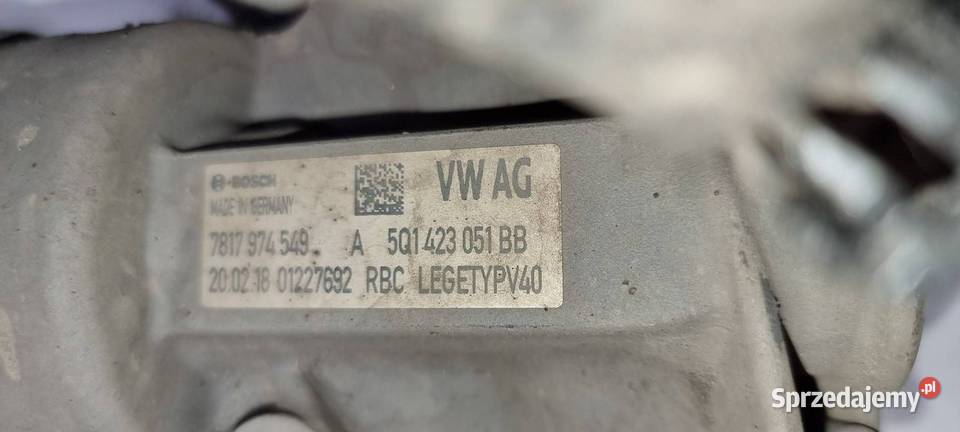 BOSCH
VW AG
MADE IN GERMANY
7817 974 549 A 5Q1 423 051 BB
20.02.18 01227692 RBC LEGETYPV40
Sprzedajemy.pl